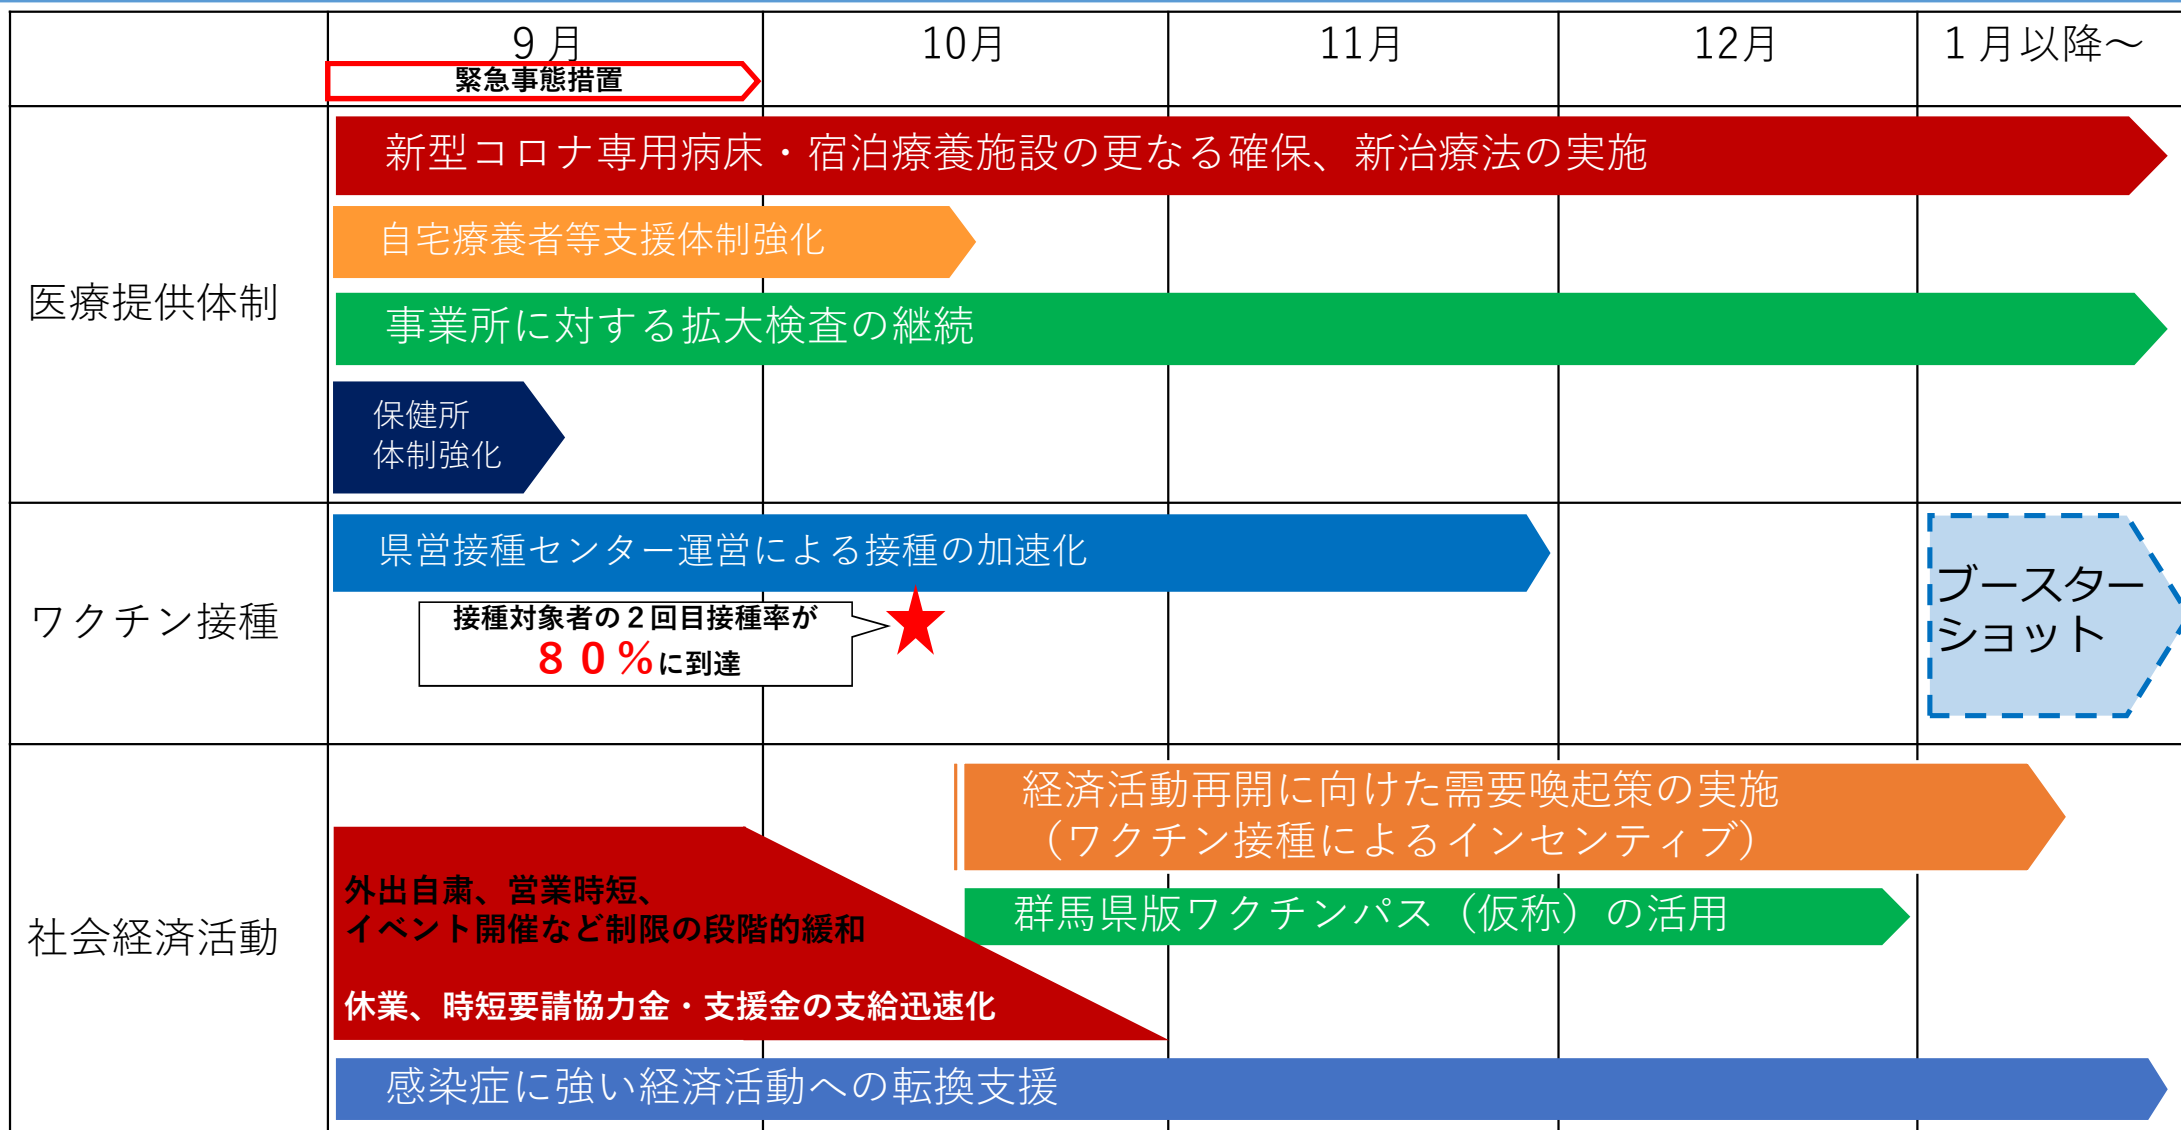 9月
10月
11月
12月
1月以降～
緊急事態措置
医療提供体制
新型コロナ専用病床・宿泊療養施設の更なる確保、新治療法の実施
自宅療養者等支援体制強化
事業所に対する拡大検査の継続
保健所
体制強化
ワクチン接種
県営接種センター運営による接種の加速化
接種対象者の２回目接種率が
８０％に到達
ブースター
ショット
社会経済活動
経済活動再開に向けた需要喚起策の実施
（ワクチン接種によるインセンティブ）
群馬県版ワクチンパス（仮称）の活用
外出自粛、営業時短、
イベント開催など制限の段階的緩和
休業、時短要請協力金・支援金の支給迅速化
感染症に強い経済活動への転換支援